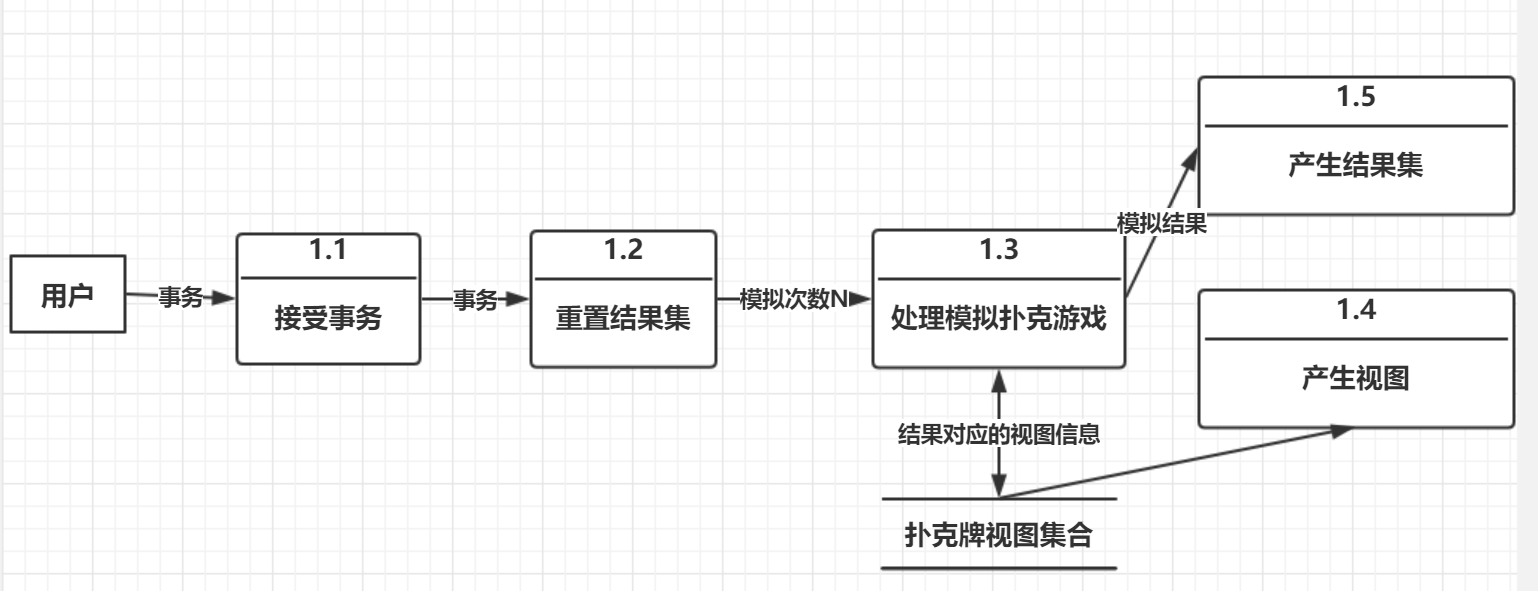 用户
事务
1.1
接受事务
事务
1.2
重置结果集
模拟次数N
1.3
处理模拟扑克游戏
模拟结果
1.5
产生结果集
1.4
产生视图
结果对应的视图信息
扑克牌视图集合